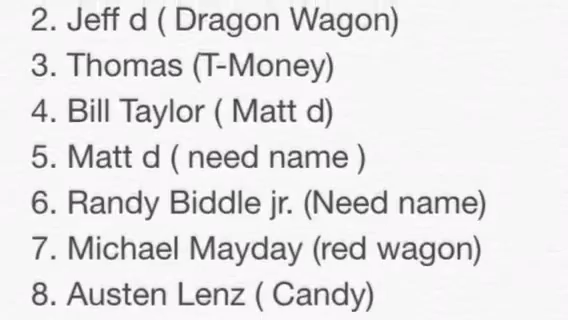 2. Jeff d ( Dragon Wagon)
3. Thomas (T-Money)
4. Bill Taylor ( Matt d)
5. Matt d ( need name )
6. Randy Biddle jr. (Need name)
7. Michael Mayday (red wagon)
8. Austen Lenz ( Candy)